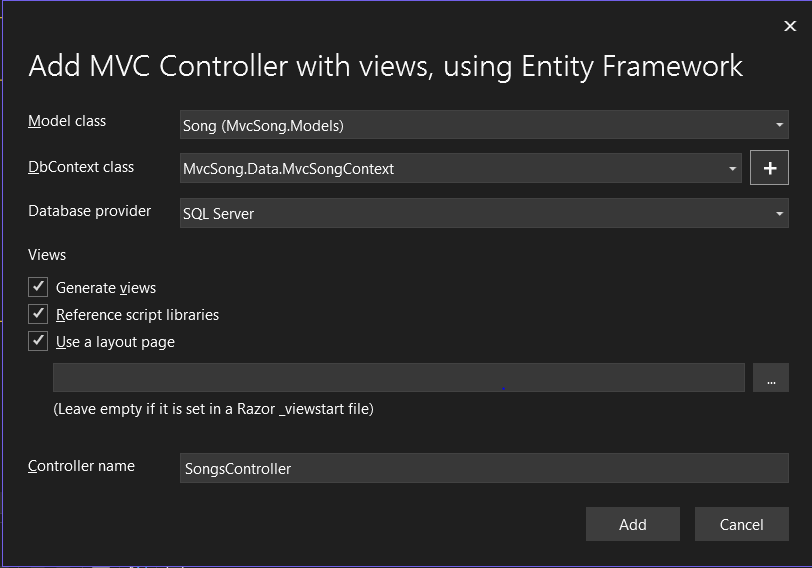 Add MVC Controller with views, using Entity Framework
Model class
Song (MvcSong.Models)
DbContext class
MvcSong.Data.MvcSongContext
+
Database provider
SQL Server
Views
Generate views
Reference script libraries
Use a layout page
...
(Leave empty if it is set in a Razor _viewstart file)
Controller name
SongsController
Add
Cancel